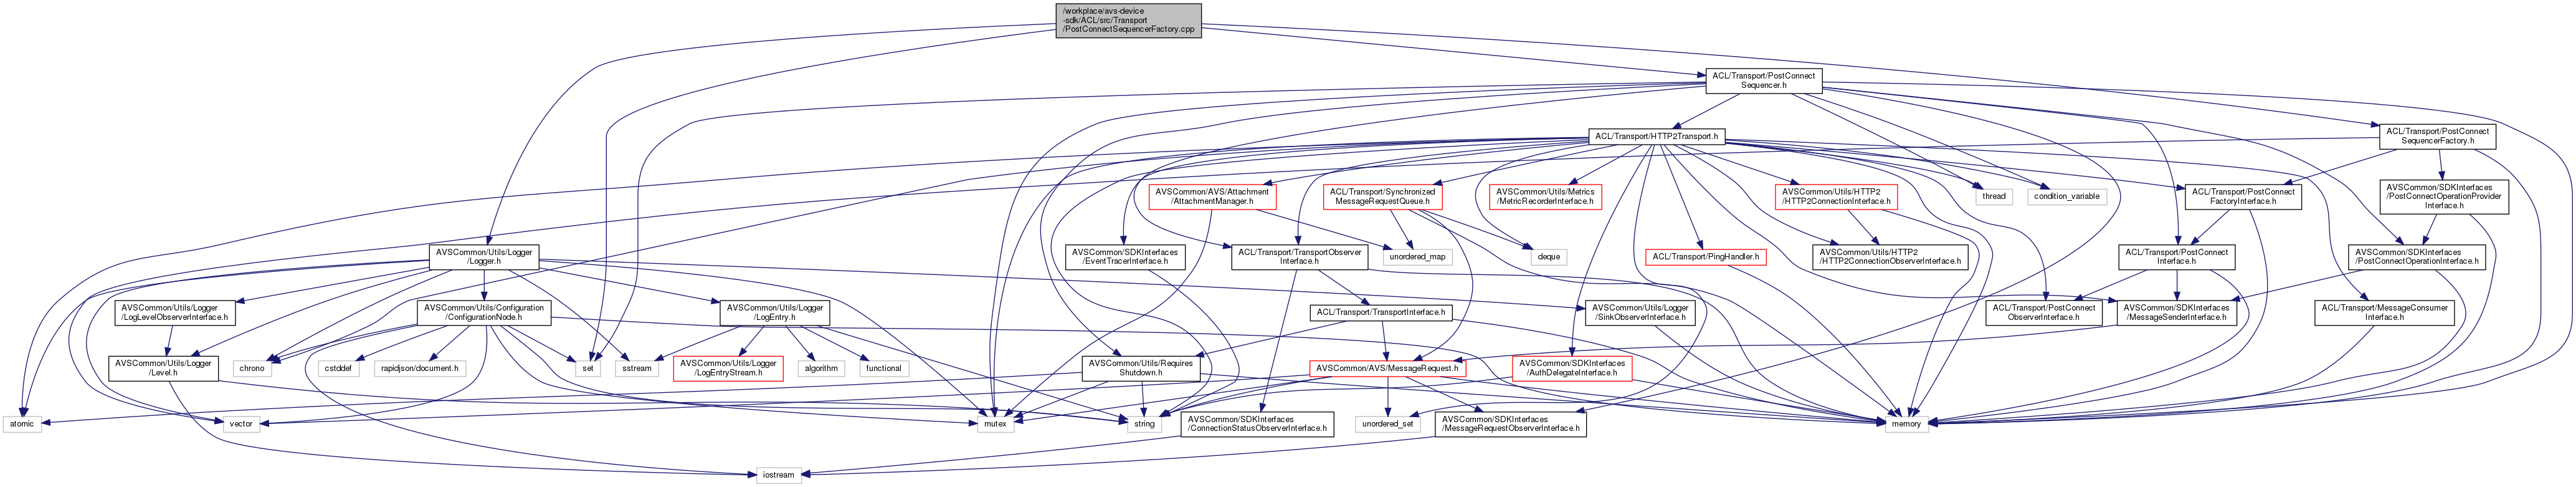 /workplace/avs-device
-sdk/ACL/src/Transport
/PostConnectSequencerFactory.cpp
ACL/Transport/PostConnect
Sequencer.h
ACL/Transport/HTTP2Transport.h
ACL/Transport/PostConnect
SequencerFactory.h
AVSCommon/AVS/Attachment
/AttachmentManager.h
ACL/Transport/Synchronized
MessageRequestQueue.h
AVSCommon/Utils/Metrics
/MetricRecorderInterface.h
AVSCommon/Utils/HTTP2
/HTTP2ConnectionInterface.h
thread
condition_variable
ACL/Transport/PostConnect
FactoryInterface.h
AVSCommon/SDKInterfaces
/PostConnectOperationProvider
Interface.h
AVSCommon/Utils/Logger
/Logger.h
AVSCommon/SDKInterfaces
/EventTracerInterface.h
ACL/Transport/TransportObserver
Interface.h
unordered_map
deque
ACL/Transport/PingHandler.h
AVSCommon/Utils/HTTP2
/HTTP2ConnectionObserverInterface.h
ACL/Transport/PostConnect
Interface.h
AVSCommon/SDKInterfaces
/PostConnectOperationInterface.h
AVSCommon/Utils/Logger
/LogLevelObserverInterface.h
AVSCommon/Utils/Configuration
/ConfigurationNode.h
AVSCommon/Utils/Logger
/LogEntry.h
ACL/Transport/TransportInterface.h
AVSCommon/Utils/Logger
/SinkObserverInterface.h
ACL/Transport/PostConnect
ObserverInterface.h
AVSCommon/SDKInterfaces
/MessageSenderInterface.h
ACL/Transport/MessageConsumer
Interface.h
AVSCommon/Utils/Logger
/Level.h
chrono
cstddef
rapidjson/document.h
set
sstream
AVSCommon/Utils/Logger
/LogEntryStream.h
algorithm
functional
AVSCommon/Utils/Requires
Shutdown.h
AVSCommon/AVS/MessageRequest.h
AVSCommon/SDKInterfaces
/AuthDelegateInterface.h
atomic
vector
mutex
string
AVSCommon/SDKInterfaces
/ConnectionStatusObserverInterface.h
unordered_set
AVSCommon/SDKInterfaces
/MessageRequestObserverInterface.h
memory
iostream